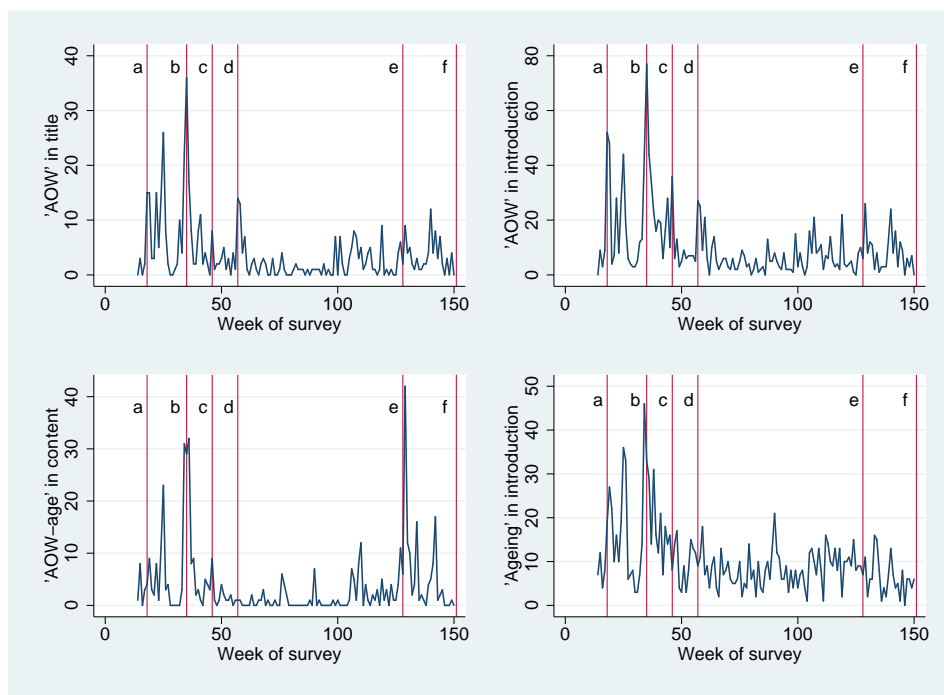 'AOW' in title
40
30
20
10
0
a b c d e f
0 50 100 150
Week of survey
'AOW' in introduction
80
60
40
20
0
a b c d e f
0 50 100 150
Week of survey
'AOW−age' in content
40
30
20
10
0
a b c d e f
0 50 100 150
Week of survey
'Ageing' in introduction
50
40
30
20
10
0
a b c d e f
0 50 100 150
Week of survey